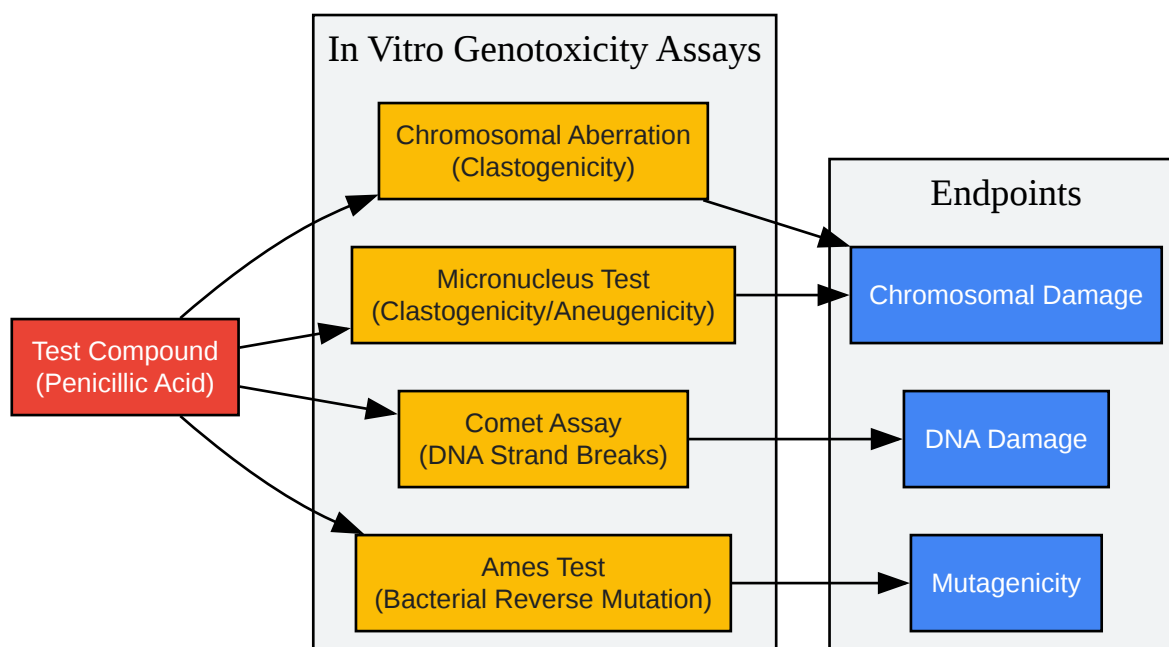 In Vitro Genotoxicity Assays
Chromosomal Aberration
(Clastogenicity)
Micronucleus Test
(Clastogenicity/Aneugenicity)
Comet Assay
(DNA Strand Breaks)
Ames Test
(Bacterial Reverse Mutation)
Test Compound
(Penicillic Acid)
Endpoints
Chromosomal Damage
DNA Damage
Mutagenicity